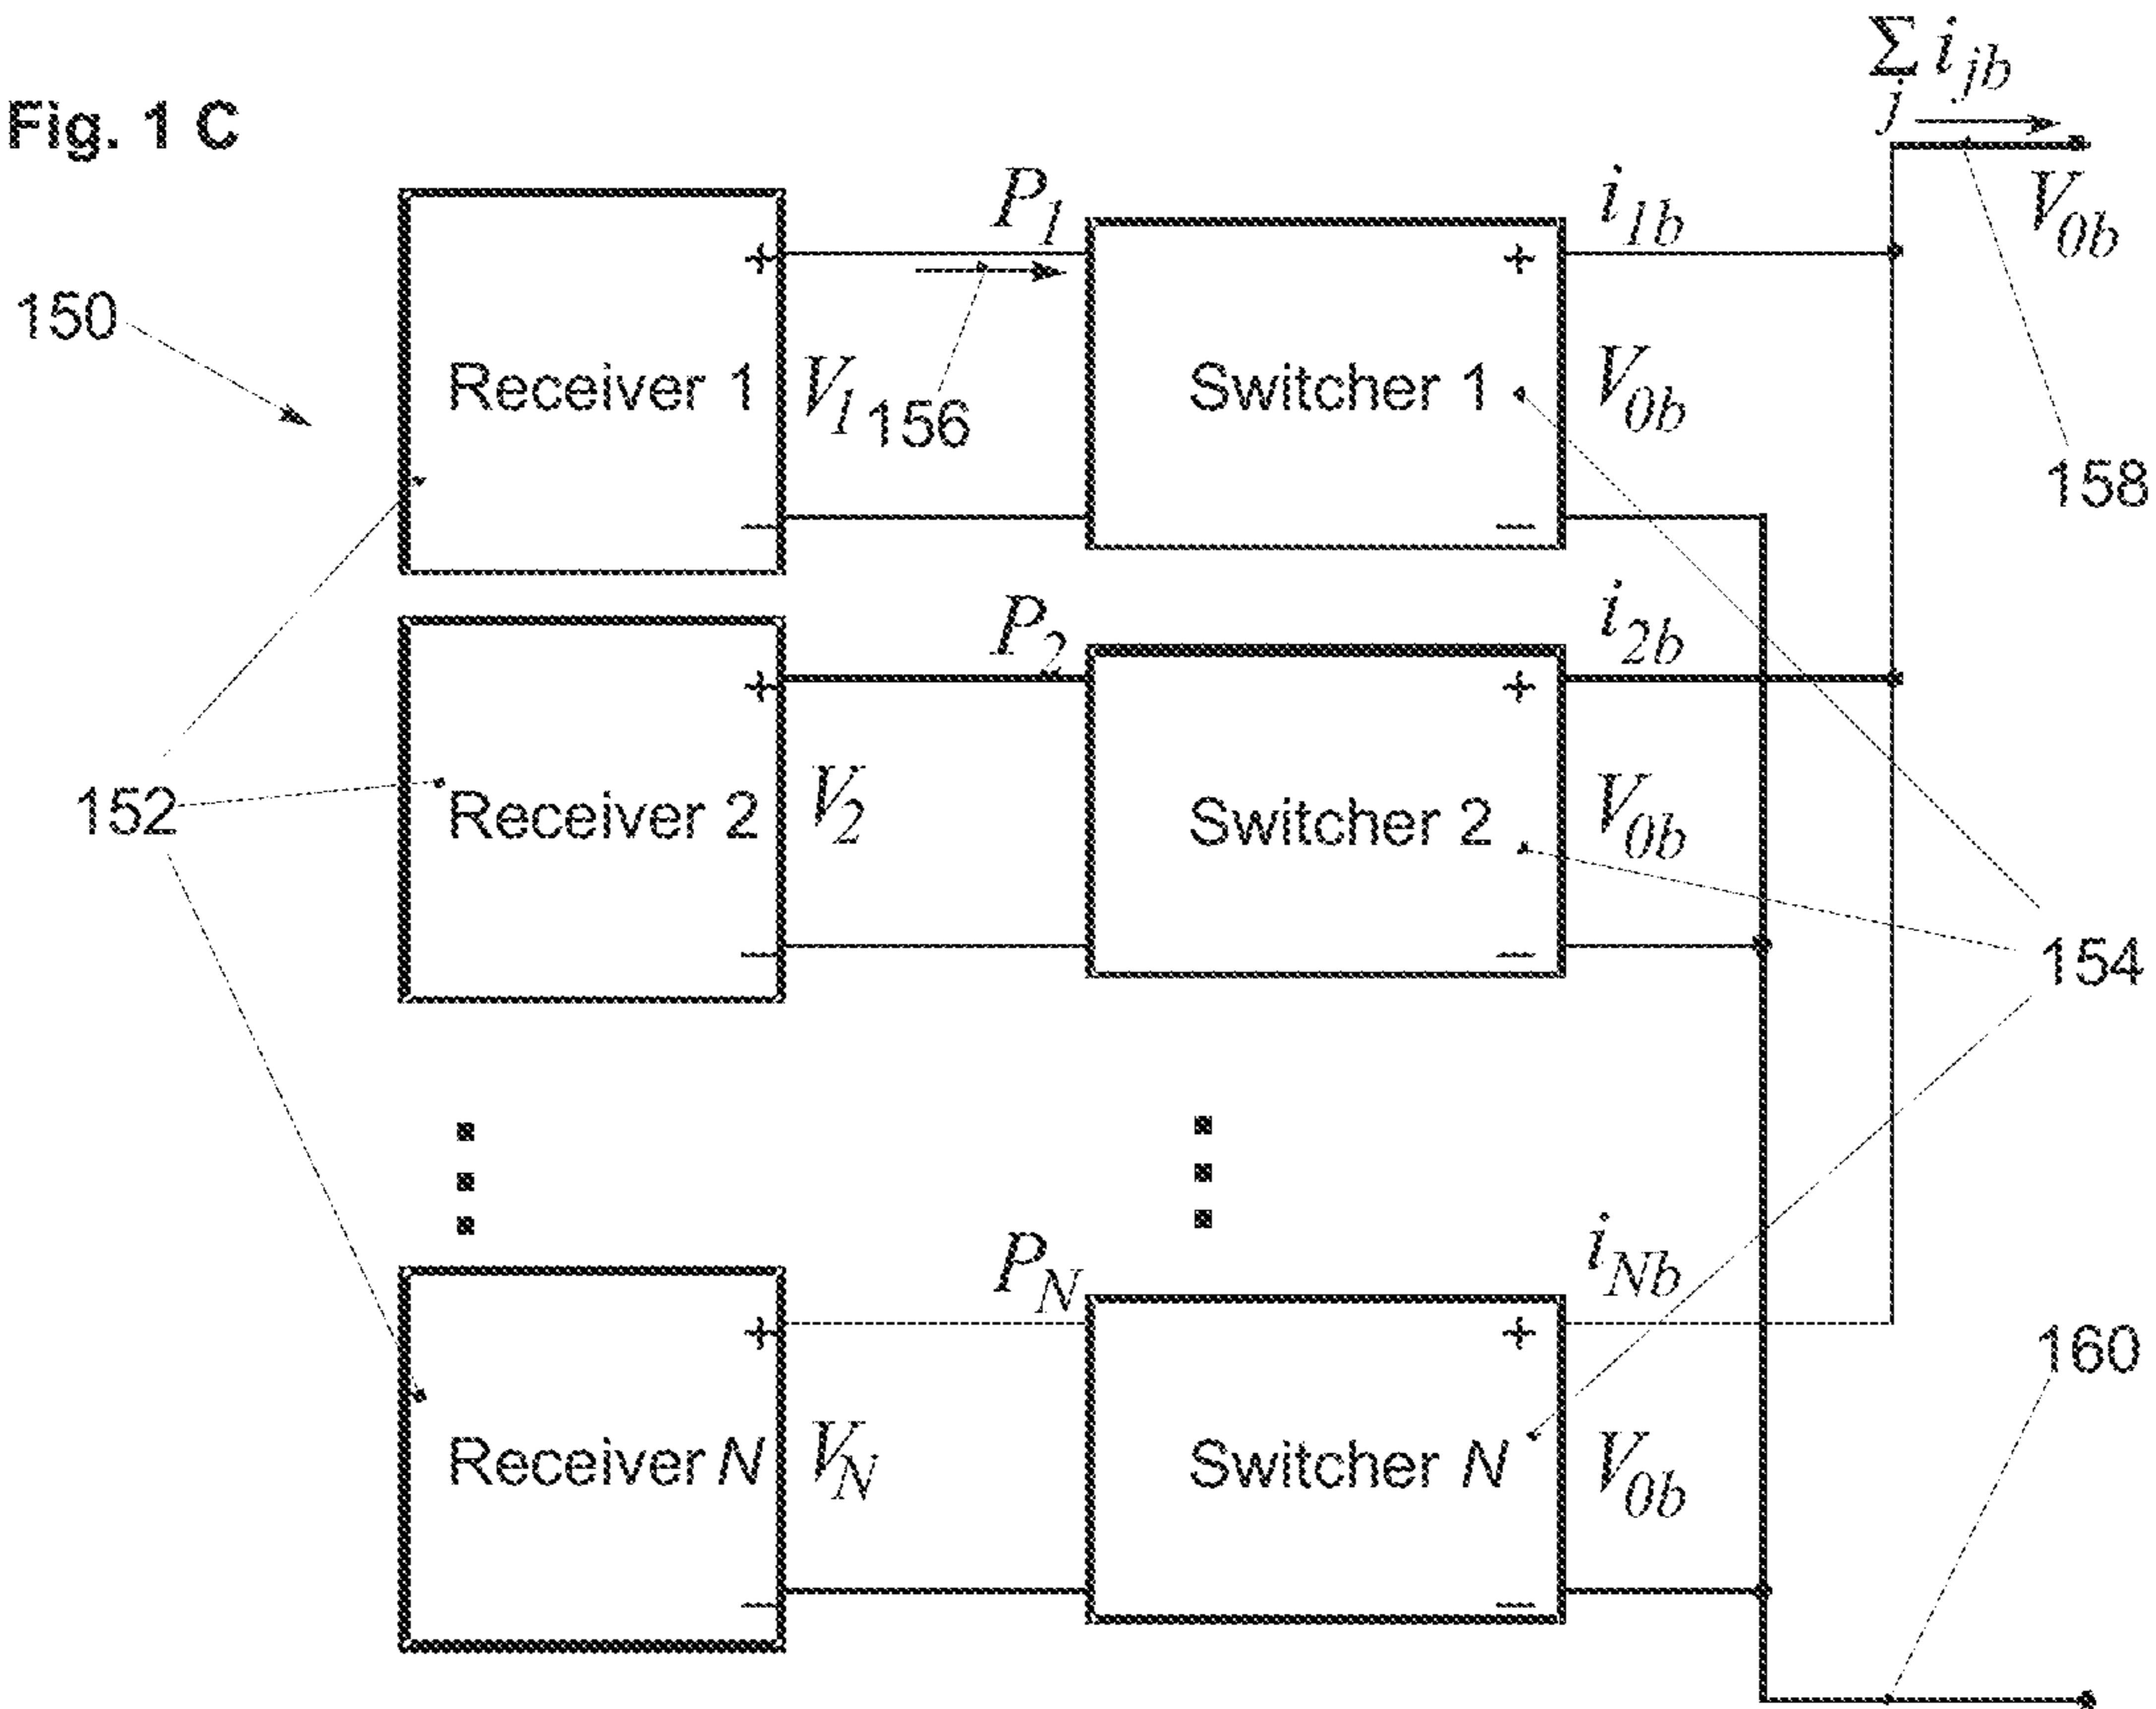 Fig. 1 C
∑ i_jb
j
V_0b
150
P_1
i_1b
+
+
Receiver 1
V_1
156
Switcher 1
V_0b
158
−
−
P_2
i_2b
+
+
152
Receiver 2
V_2
Switcher 2
V_0b
154
−
−
P_N
i_Nb
+
+
160
Receiver N
V_N
Switcher N
V_0b
−
−